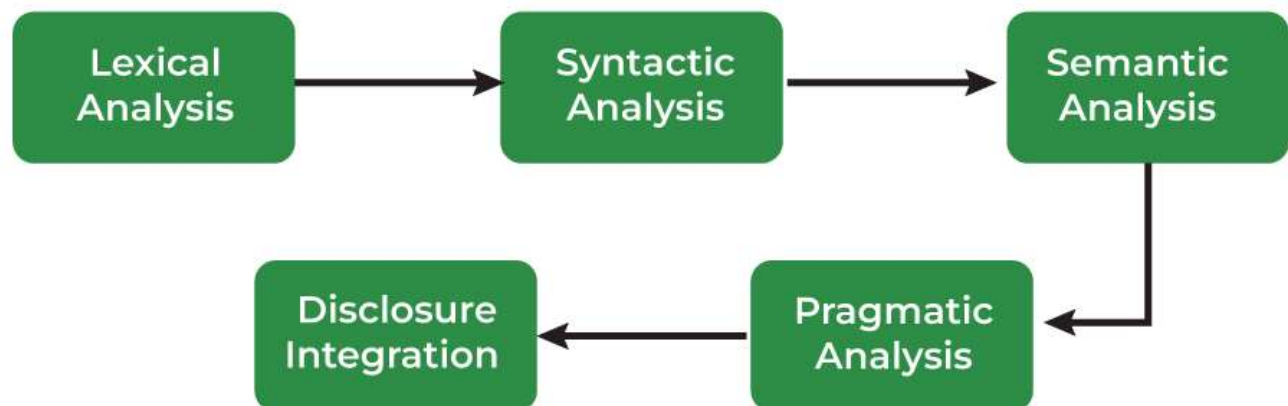 Lexical
Analysis
Syntactic
Analysis
Semantic
Analysis
Pragmatic
Analysis
Disclosure
Integration